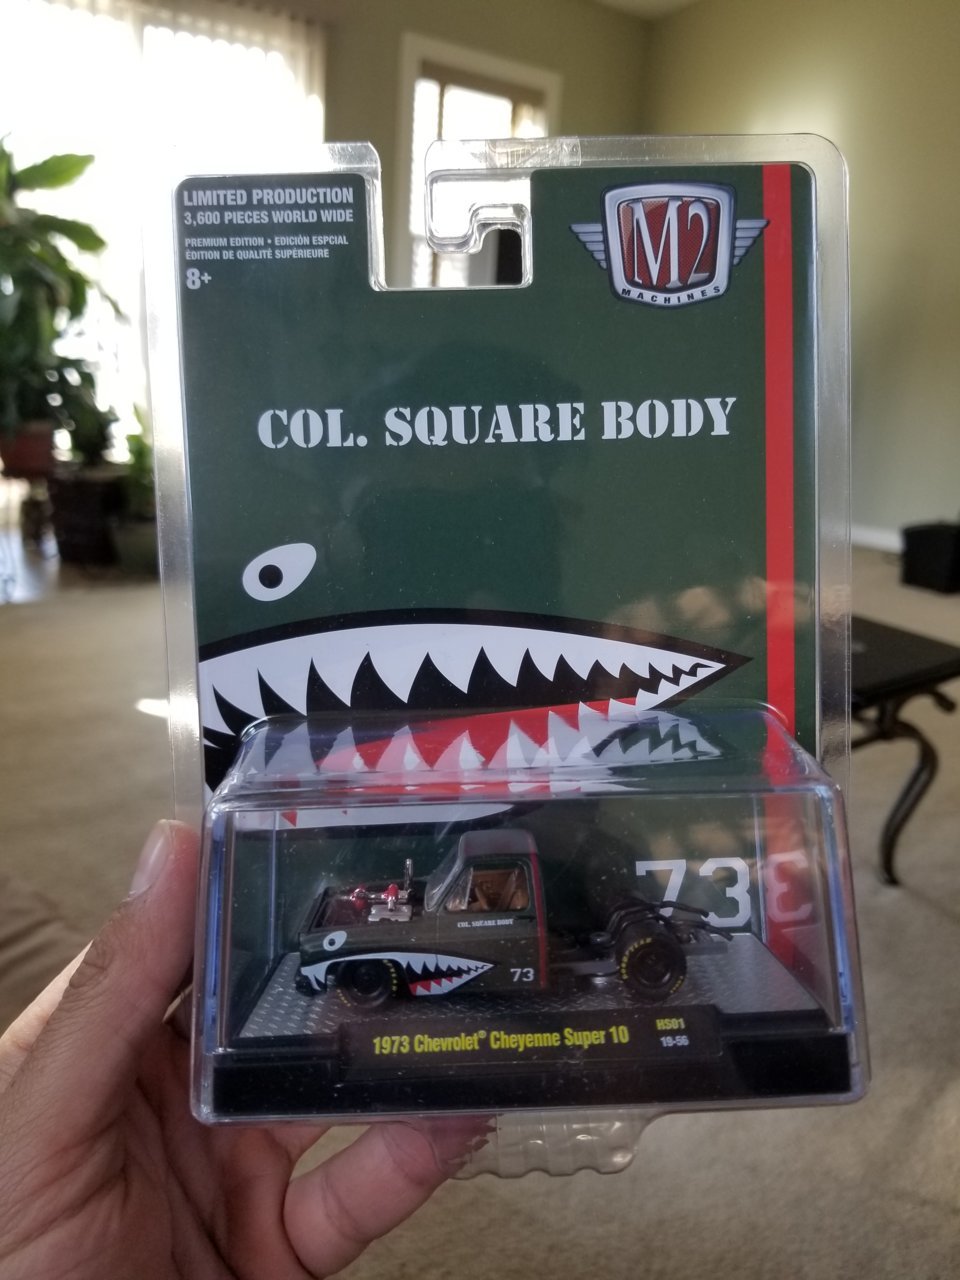 LIMITED PRODUCTION
3,600 PIECES WORLD WIDE
PREMIUM EDITION • EDICIÓN ESPCIAL
ÉDITION DE QUALITÉ SUPÉRIEURE
8+
M2
MACHINES
COL. SQUARE BODY
73
COL. SQUARE BODY
73
GOODYEAR
1973 Chevrolet® Cheyenne Super 10
HS01
19-56